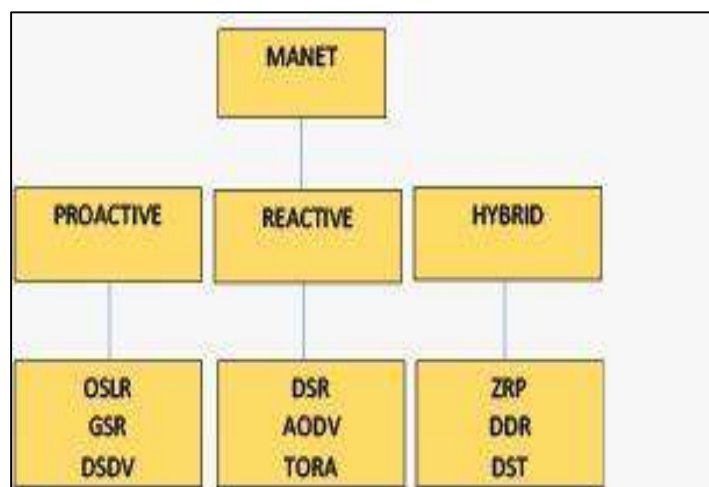 MANET
PROACTIVE
REACTIVE
HYBRID
OSLR
GSR
DSDV
DSR
AODV
TORA
ZRP
DDR
DST